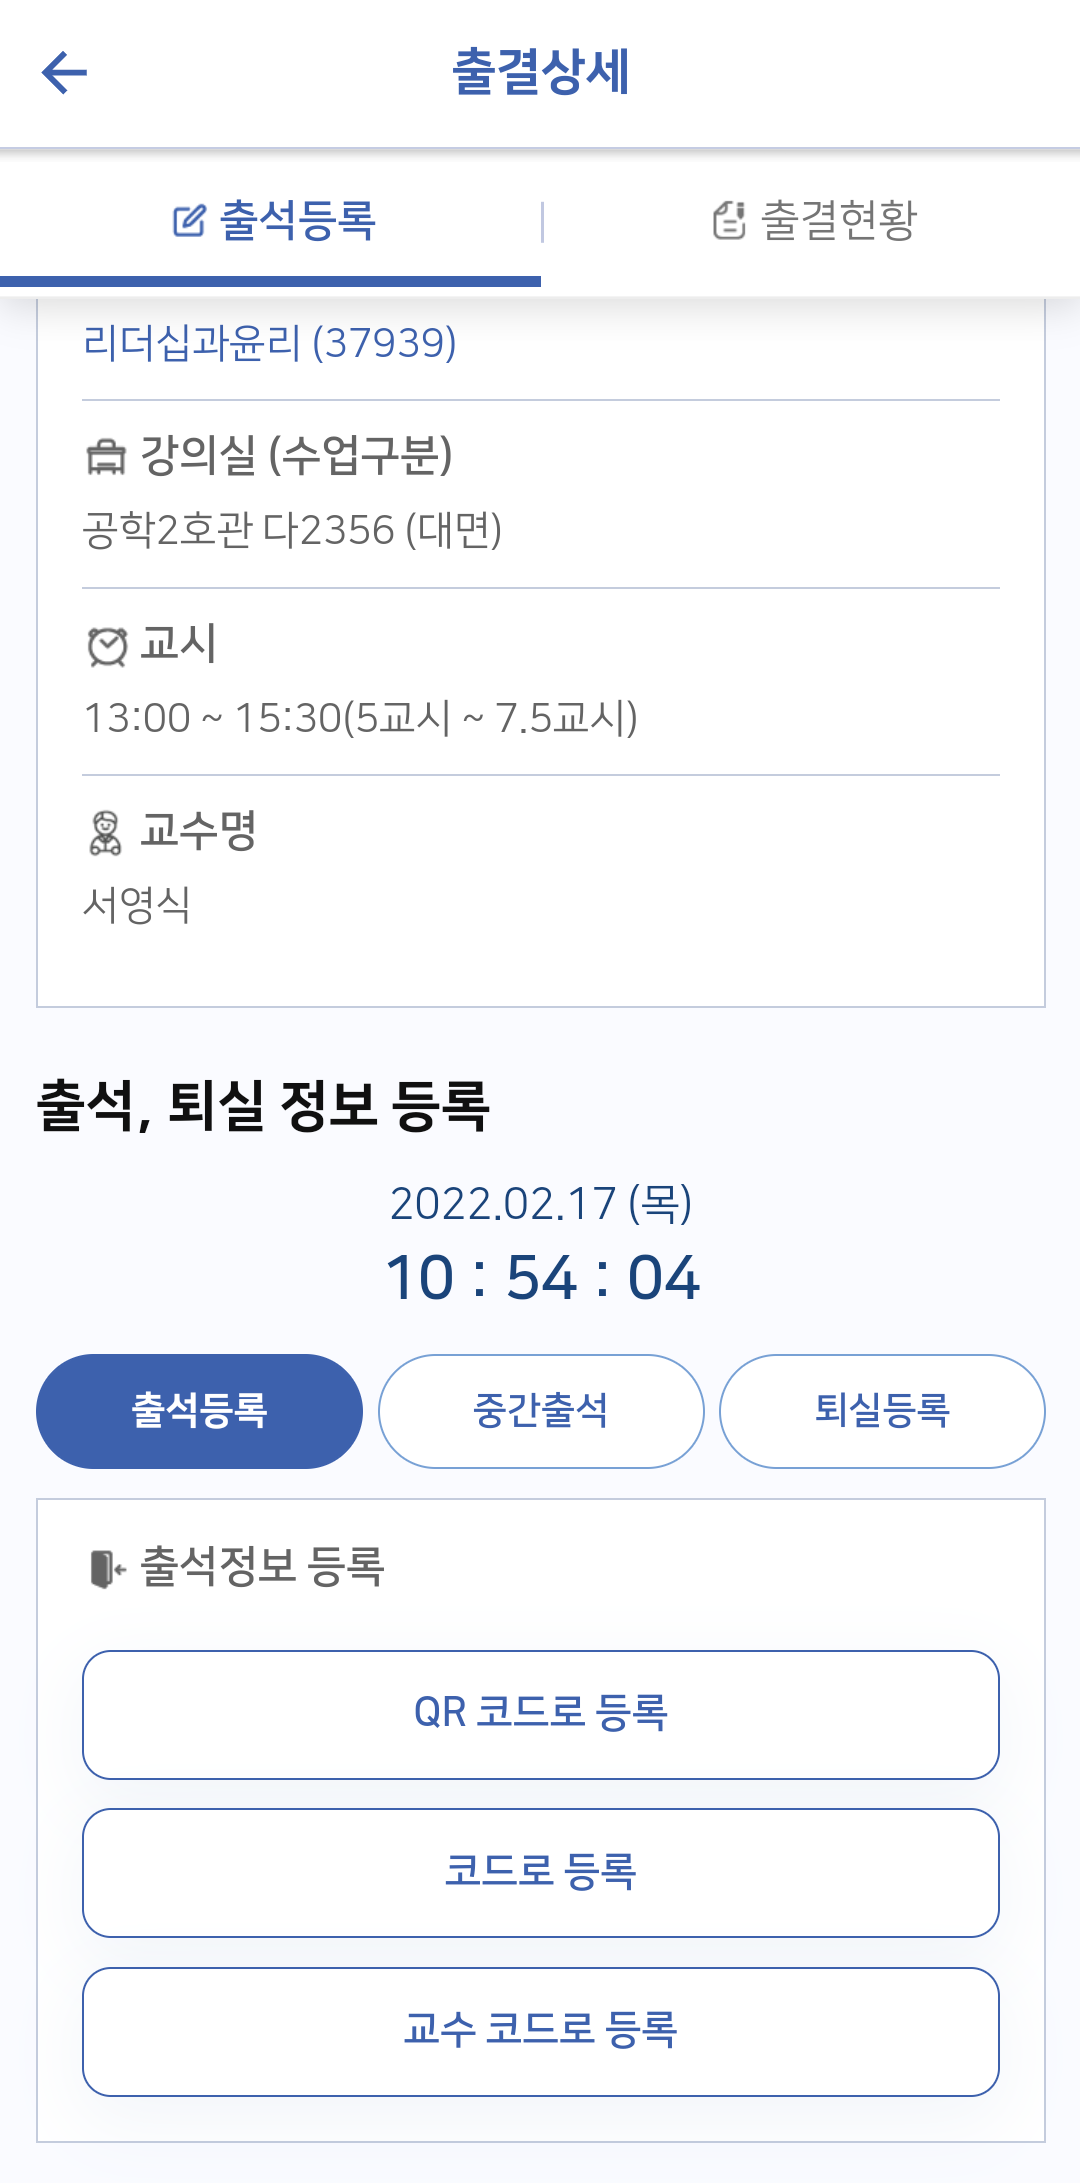 출결상세
출석등록
출결현황
리더십과윤리 (37939)
강의실 (수업구분)
공학2호관 다2356 (대면)
교시
13:00 ~ 15:30(5교시 ~ 7.5교시)
교수명
서영식
출석, 퇴실 정보 등록
2022.02.17 (목)
10 : 54 : 04
출석등록
중간출석
퇴실등록
출석정보 등록
QR 코드로 등록
코드로 등록
교수 코드로 등록